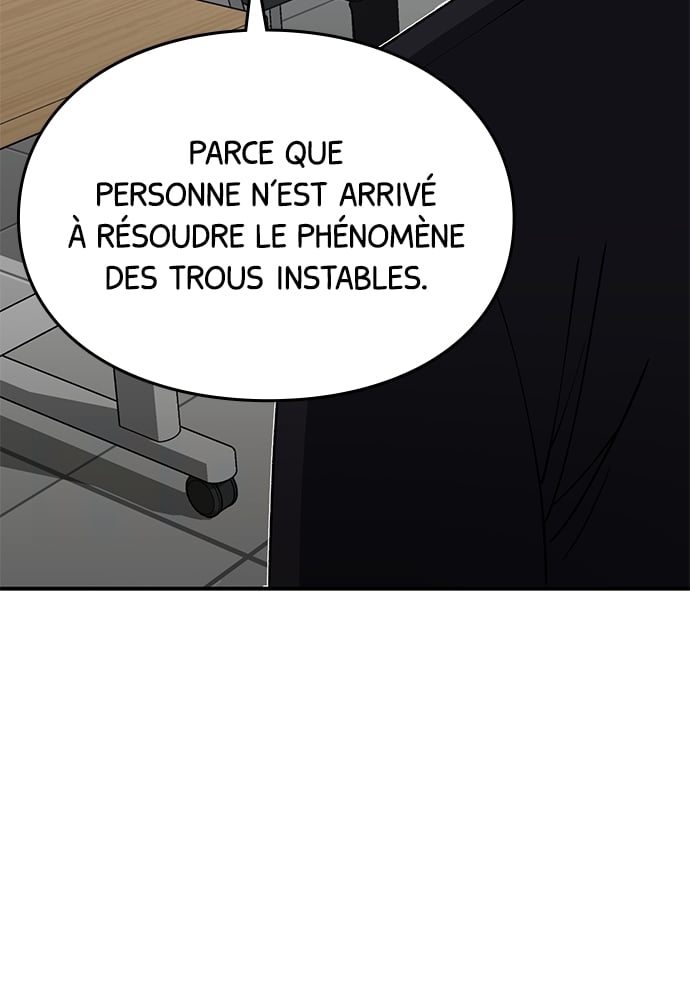 PARCE QUE
PERSONNE N'EST ARRIVÉ
À RÉSOUDRE LE PHÉNOMÈNE
DES TROUS INSTABLES.